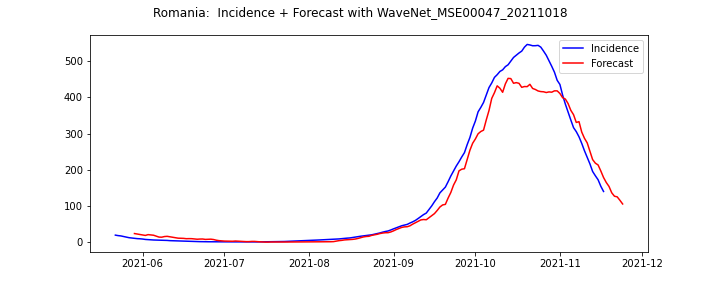 Romania:  Incidence + Forecast with WaveNet_MSE00047_20211018
Incidence
Forecast
500
400
300
200
100
0
2021-06 2021-07 2021-08 2021-09 2021-10 2021-11 2021-12